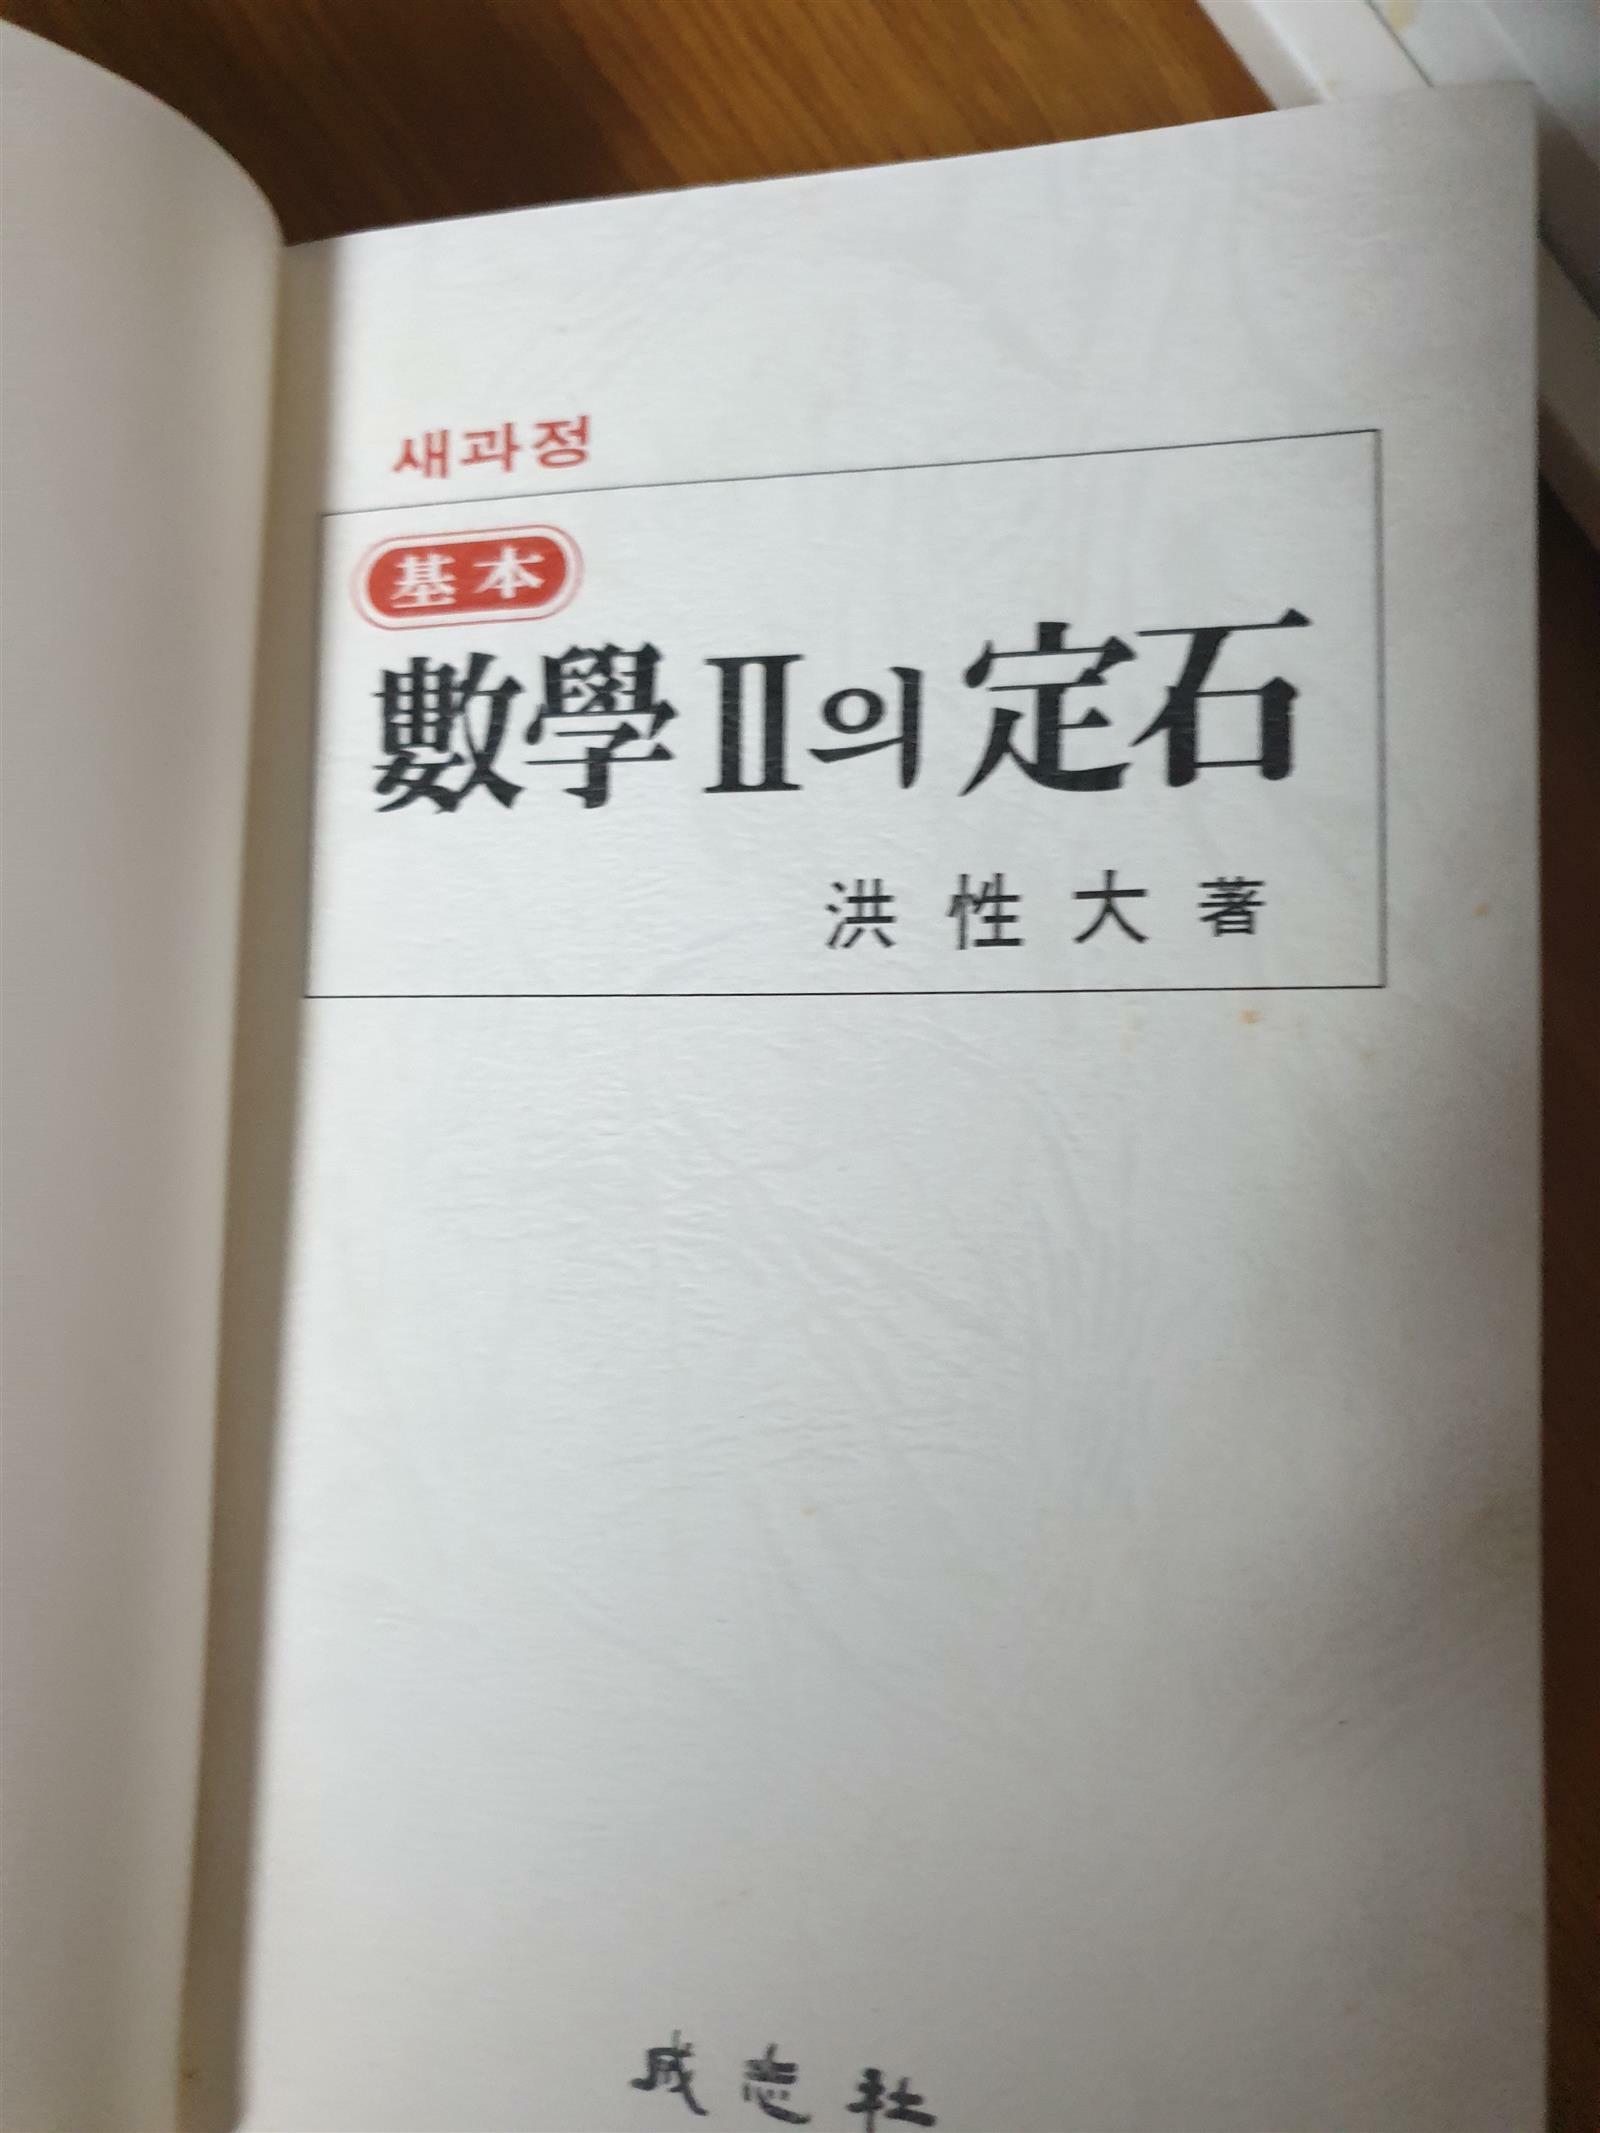 새과정
基本
數學 Ⅱ의 定石
洪性大著
成志社